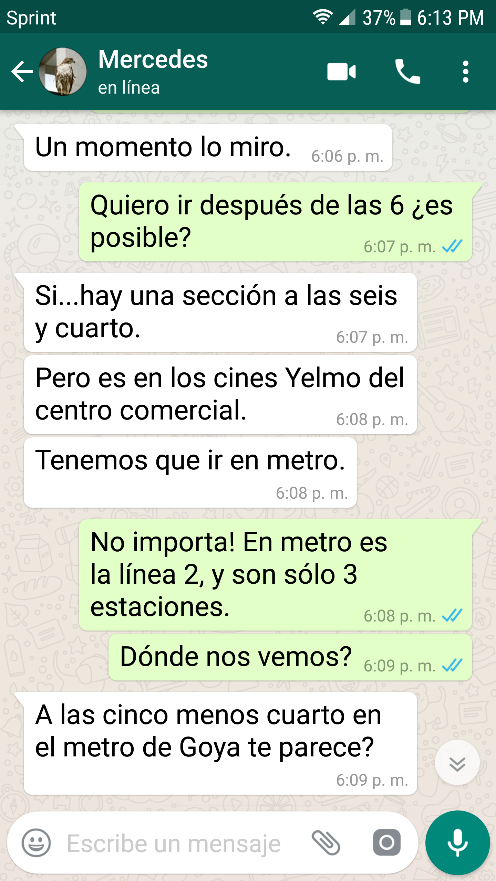 Sprint 37% 6:13 PM
Mercedes
en línea
Un momento lo miro. 6:06 p. m.
Quiero ir después de las 6 ¿es
posible? 6:07 p. m.
Si...hay una sección a las seis
y cuarto. 6:07 p. m.
Pero es en los cines Yelmo del
centro comercial. 6:08 p. m.
Tenemos que ir en metro.
6:08 p. m.
No importa! En metro es
la línea 2, y son sólo 3
estaciones. 6:08 p. m.
Dónde nos vemos? 6:09 p. m.
A las cinco menos cuarto en
el metro de Goya te parece?
6:09 p. m.
Escribe un mensaje